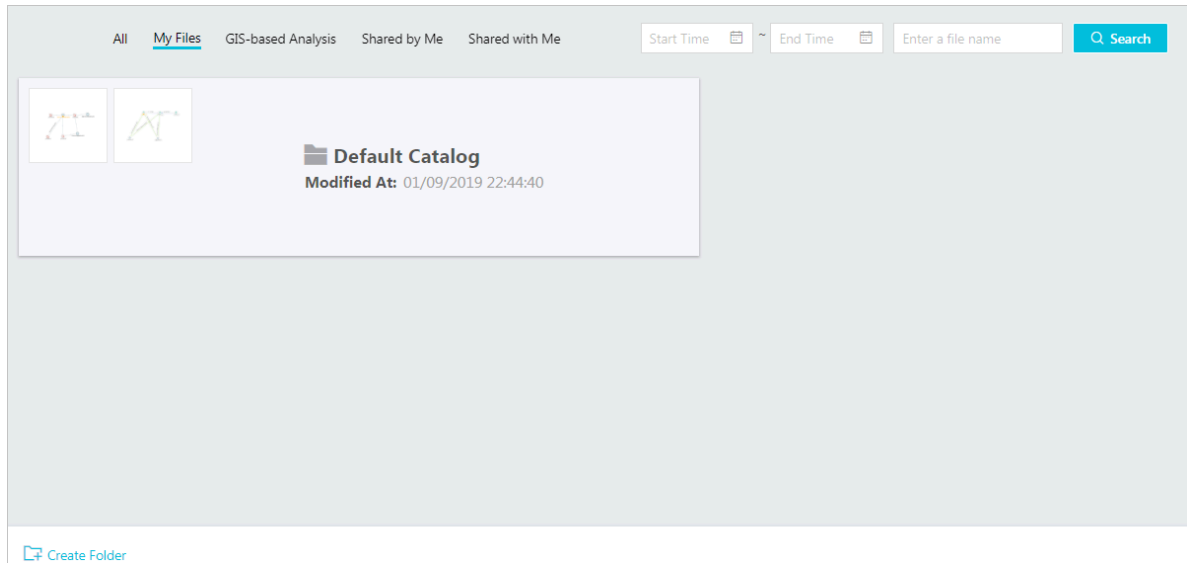 All My Files GIS-based Analysis Shared by Me Shared with Me Start Time ~ End Time Enter a file name Search
Default Catalog
Modified At: 01/09/2019 22:44:40
Create Folder